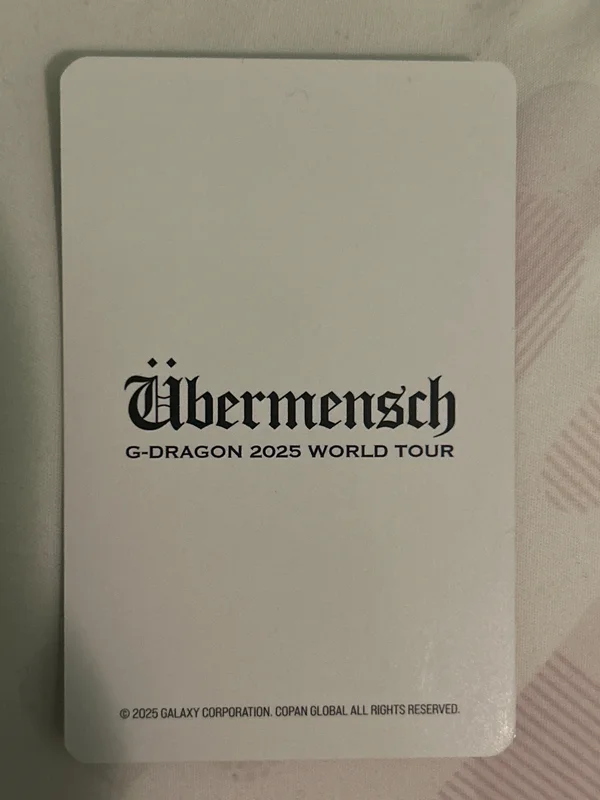 Übermensch
G-DRAGON 2025 WORLD TOUR
© 2025 GALAXY CORPORATION. COPAN GLOBAL ALL RIGHTS RESERVED.